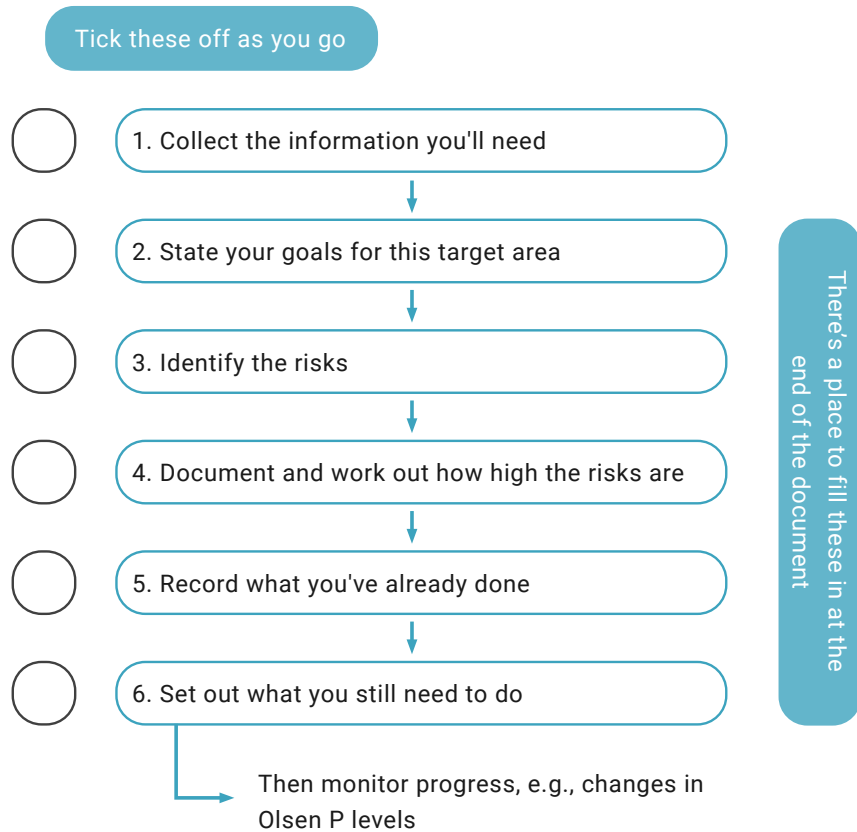 Tick these off as you go
1. Collect the information you'll need
2. State your goals for this target area
3. Identify the risks
4. Document and work out how high the risks are
5. Record what you've already done
6. Set out what you still need to do
There's a place to fill these in at the
end of the document
Then monitor progress, e.g., changes in
Olsen P levels